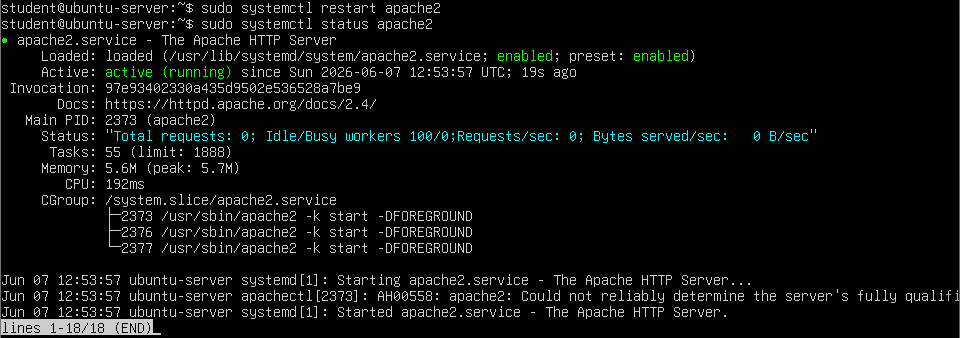 student@ubuntu-server:~$ sudo systemctl restart apache2
student@ubuntu-server:~$ sudo systemctl status apache2
● apache2.service - The Apache HTTP Server
     Loaded: loaded (/usr/lib/systemd/system/apache2.service; enabled; preset: enabled)
     Active: active (running) since Sun 2026-06-07 12:53:57 UTC; 19s ago
 Invocation: 97e93402330a435d9502e536528a7be9
       Docs: https://httpd.apache.org/docs/2.4/
   Main PID: 2373 (apache2)
     Status: "Total requests: 0; Idle/Busy workers 100/0;Requests/sec: 0; Bytes served/sec:   0 B/sec"
      Tasks: 55 (limit: 1888)
     Memory: 5.6M (peak: 5.7M)
        CPU: 192ms
     CGroup: /system.slice/apache2.service
             ├─2373 /usr/sbin/apache2 -k start -DFOREGROUND
             ├─2376 /usr/sbin/apache2 -k start -DFOREGROUND
             └─2377 /usr/sbin/apache2 -k start -DFOREGROUND
Jun 07 12:53:57 ubuntu-server systemd[1]: Starting apache2.service - The Apache HTTP Server...
Jun 07 12:53:57 ubuntu-server apachectl[2373]: AH00558: apache2: Could not reliably determine the server's fully qualifi
Jun 07 12:53:57 ubuntu-server systemd[1]: Started apache2.service - The Apache HTTP Server.
lines 1-18/18 (END)